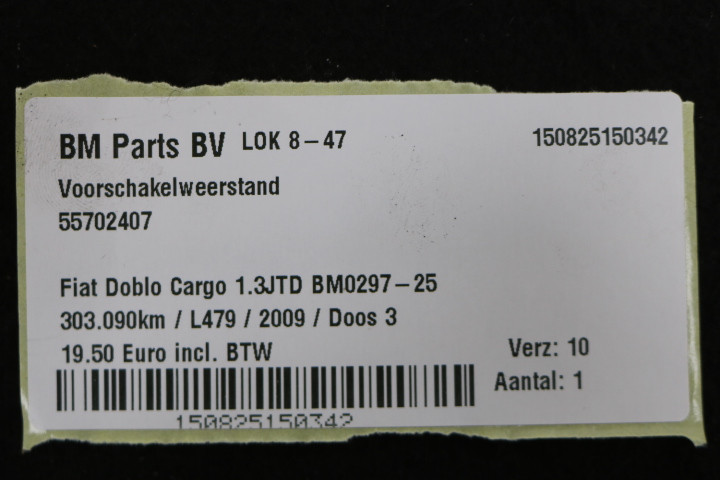 BM Parts BV LOK 8-47 150825150342
Voorschakelweerstand
55702407
Fiat Doblo Cargo 1.3JTD BM0297-25
303.090km / L479 / 2009 / Doos 3
19.50 Euro incl. BTW Verz: 10
Aantal: 1
150825150342